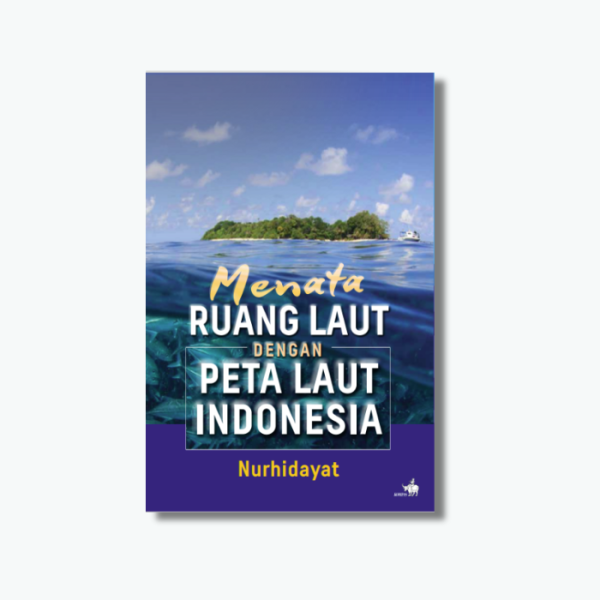 Menata
RUANG LAUT
DENGAN
PETA LAUT
INDONESIA
Nurhidayat